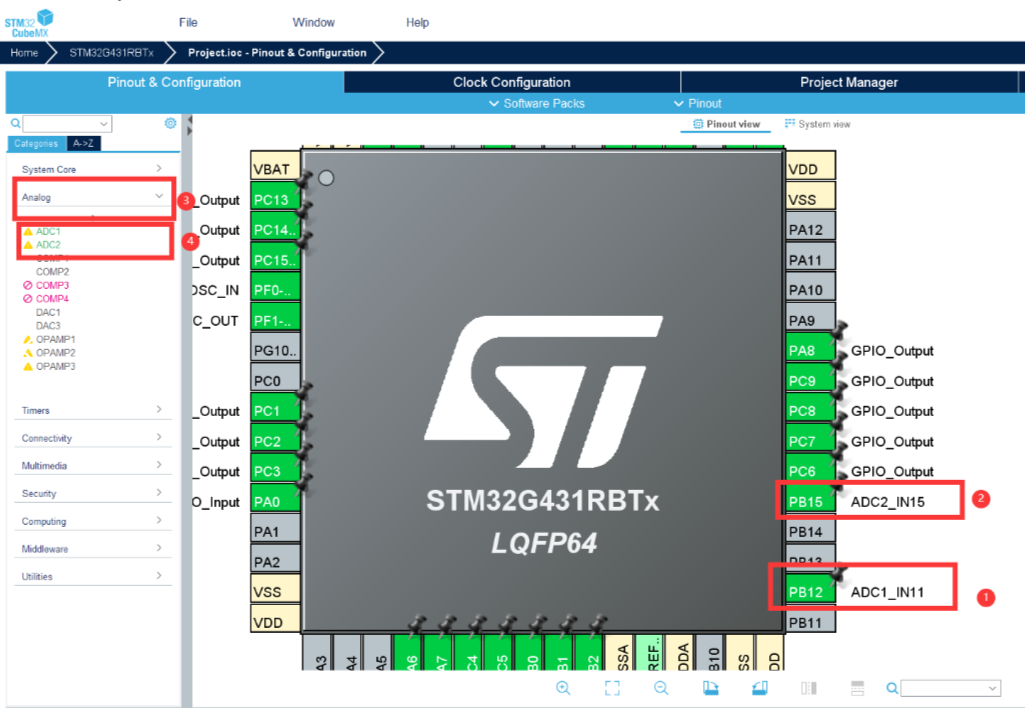 STM32 CubeMX File Window Help
Home STM32G431RBTx Project.ioc - Pinout & Configuration
Pinout & Configuration Clock Configuration Project Manager
Software Packs Pinout
Pinout view System view
Categories A->Z
System Core
Analog
3
4
ADC1
ADC2
COMP1
COMP2
COMP3
COMP4
DAC1
DAC3
OPAMP1
OPAMP2
OPAMP3
Timers
Connectivity
Multimedia
Security
Computing
Middleware
Utilities
VBAT
_Output PC13
_Output PC14..
_Output PC15..
OSC_IN PF0-..
C_OUT PF1-..
PG10..
PC0
_Output PC1
_Output PC2
_Output PC3
O_Input PA0
PA1
PA2
VSS
VDD
STM32G431RBTx
LQFP64
VDD
VSS
PA12
PA11
PA10
PA9
PA8 GPIO_Output
PC9 GPIO_Output
PC8 GPIO_Output
PC7 GPIO_Output
PC6 GPIO_Output
PB15 ADC2_IN15 2
PB14
PB13
PB12 ADC1_IN11 1
PB11
A3 A4 A5 A6 A7 C4 C5 B0 B1 B2 SSA REF.. DDA B10 SS DD